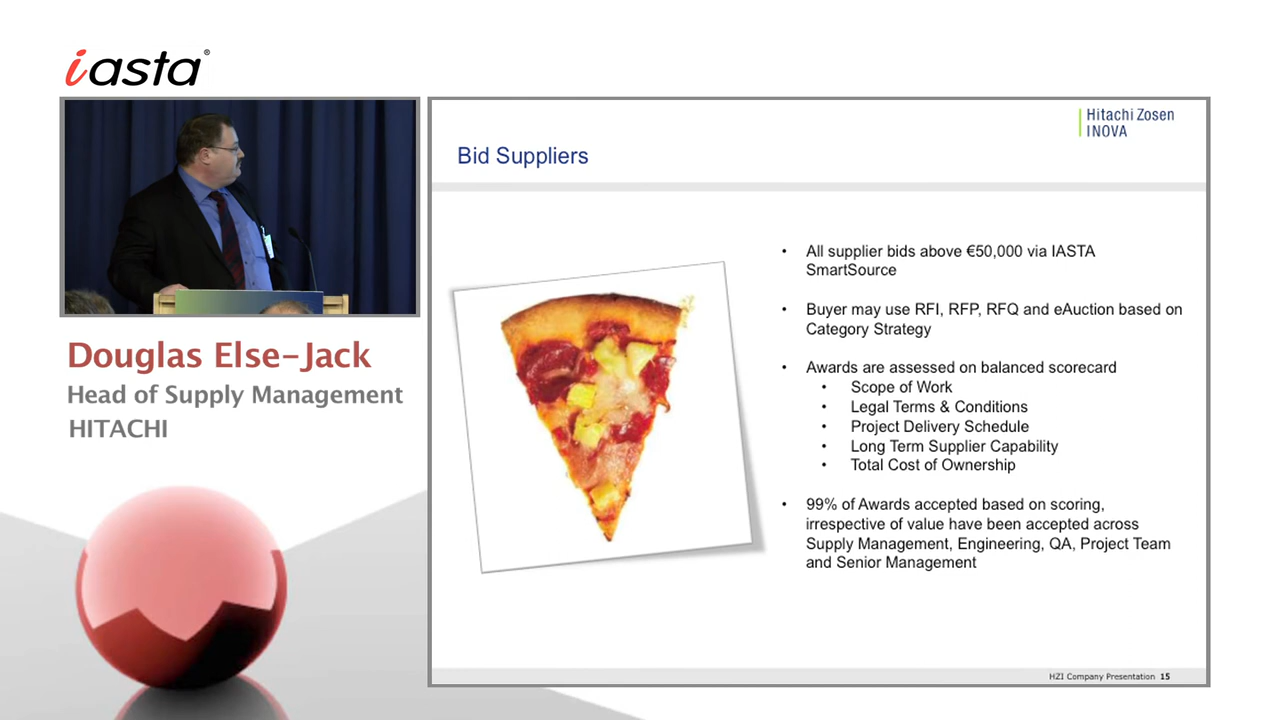 iasta®
Douglas Else-Jack
Head of Supply Management
HITACHI
Hitachi Zosen
INOVA
Bid Suppliers
• All supplier bids above €50,000 via IASTA
SmartSource
• Buyer may use RFI, RFP, RFQ and eAuction based on
Category Strategy
• Awards are assessed on balanced scorecard
• Scope of Work
• Legal Terms & Conditions
• Project Delivery Schedule
• Long Term Supplier Capability
• Total Cost of Ownership
• 99% of Awards accepted based on scoring,
irrespective of value have been accepted across
Supply Management, Engineering, QA, Project Team
and Senior Management
HZI Company Presentation 15